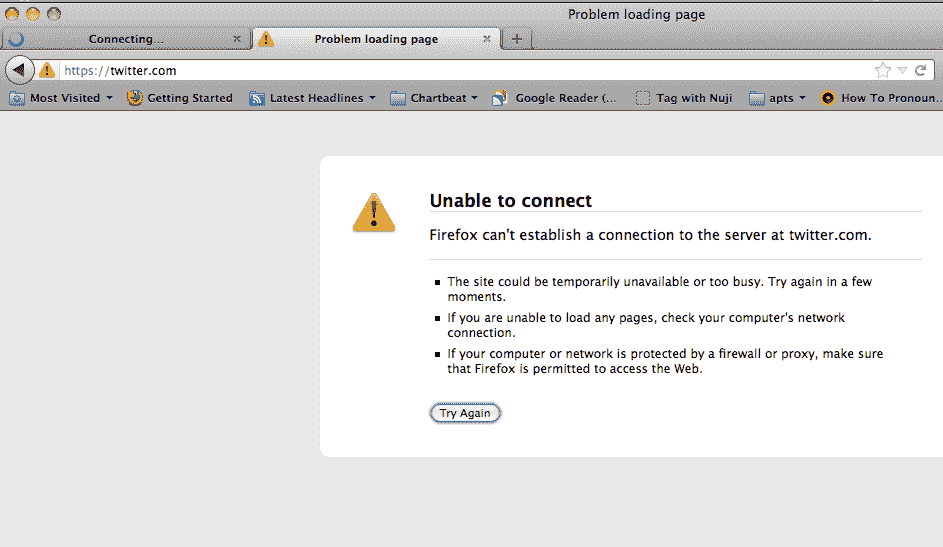 Problem loading page
Connecting...
Problem loading page
https://twitter.com
Most Visited
Getting Started
Latest Headlines
Chartbeat
Google Reader (...
Tag with Nuji
apts
How To Pronoun...
Unable to connect
Firefox can't establish a connection to the server at twitter.com.
The site could be temporarily unavailable or too busy. Try again in a few
moments.
If you are unable to load any pages, check your computer's network
connection.
If your computer or network is protected by a firewall or proxy, make sure
that Firefox is permitted to access the Web.
Try Again